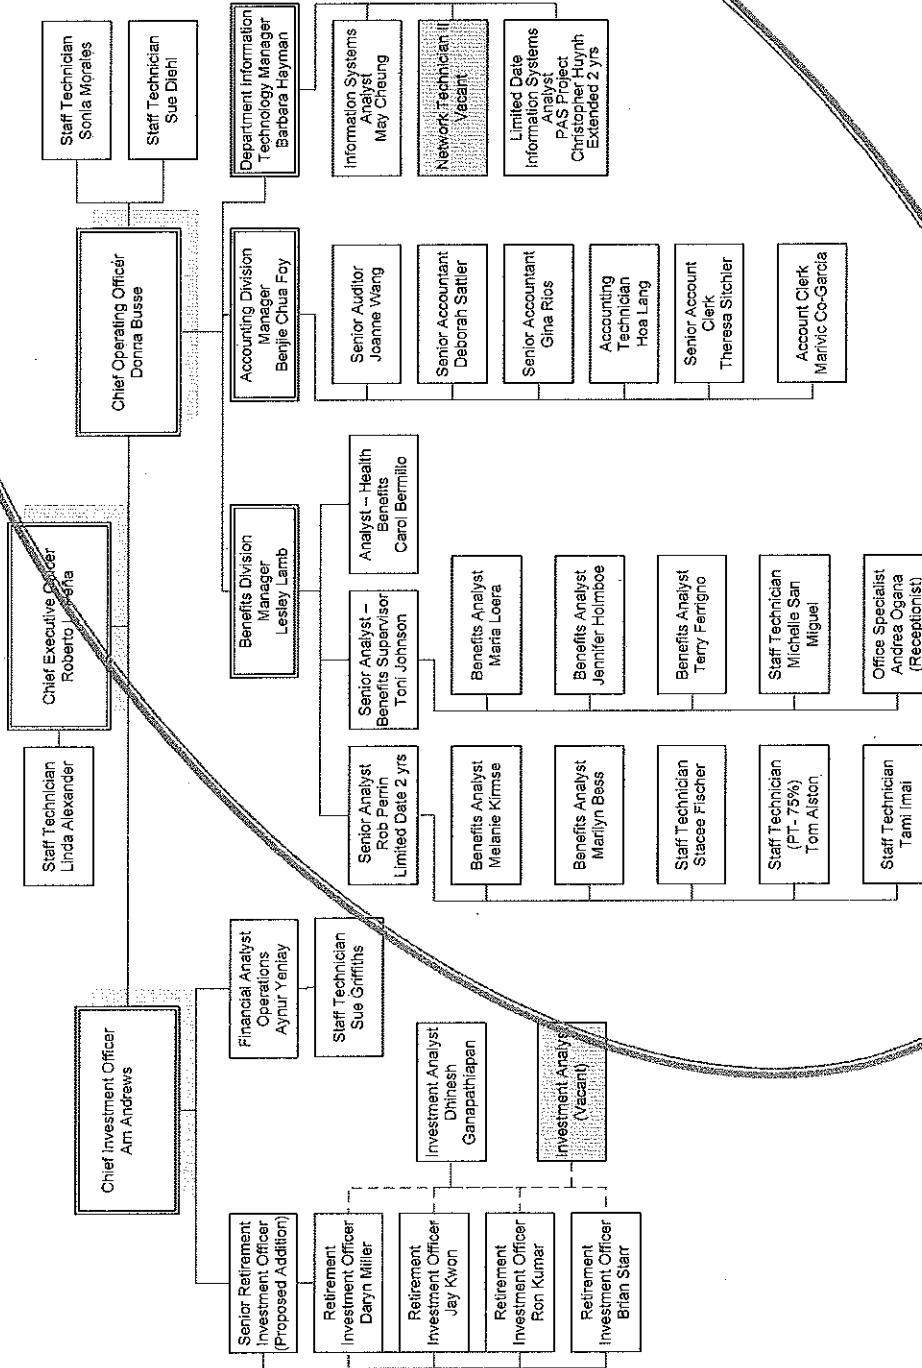 Chief Executive Officer
Roberto L. Peña
Staff Technician
Linda Alexander
Chief Investment Officer
Arn Andrews
Chief Operating Officer
Donna Busse
Staff Technician
Sonia Morales
Staff Technician
Sue Diehl
Senior Retirement
Investment Officer
(Proposed Addition)
Retirement
Investment Officer
Daryn Miller
Retirement
Investment Officer
Jay Kwon
Retirement
Investment Officer
Ron Kumar
Retirement
Investment Officer
Brian Starr
Investment Analyst
Dhinesh
Ganapathiapan
Investment Analyst
(Vacant)
Financial Analyst
Operations
Aynur Yeniay
Staff Technician
Sue Griffiths
Benefits Division
Manager
Lesley Lamb
Senior Analyst
Rob Perrin
Limited Date 2 yrs
Benefits Analyst
Melanie Kirmse
Benefits Analyst
Marilyn Bess
Staff Technician
Stacee Fischer
Staff Technician
(PT- 75%)
Tom Alston
Staff Technician
Tami Imai
Senior Analyst –
Benefits Supervisor
Toni Johnson
Benefits Analyst
Maria Loera
Benefits Analyst
Jennifer Holmboe
Benefits Analyst
Terry Ferrigno
Staff Technician
Michelle San
Miguel
Office Specialist
Andrea Ogana
(Receptionist)
Analyst – Health
Benefits
Carol Bermillo
Accounting Division
Manager
Benjie Chua Foy
Senior Auditor
Joanne Wang
Senior Accountant
Deborah Sattler
Senior Accountant
Gina Rios
Accounting
Technician
Hoa Lang
Senior Account
Clerk
Theresa Sitchler
Account Clerk
Marivic Co-Garcia
Department Information
Technology Manager
Barbara Hayman
Information Systems
Analyst
May Cheung
Network Technician II
Vacant
Limited Date
Information Systems
Analyst
PAS Project
Christopher Huynh
Extended 2 yrs